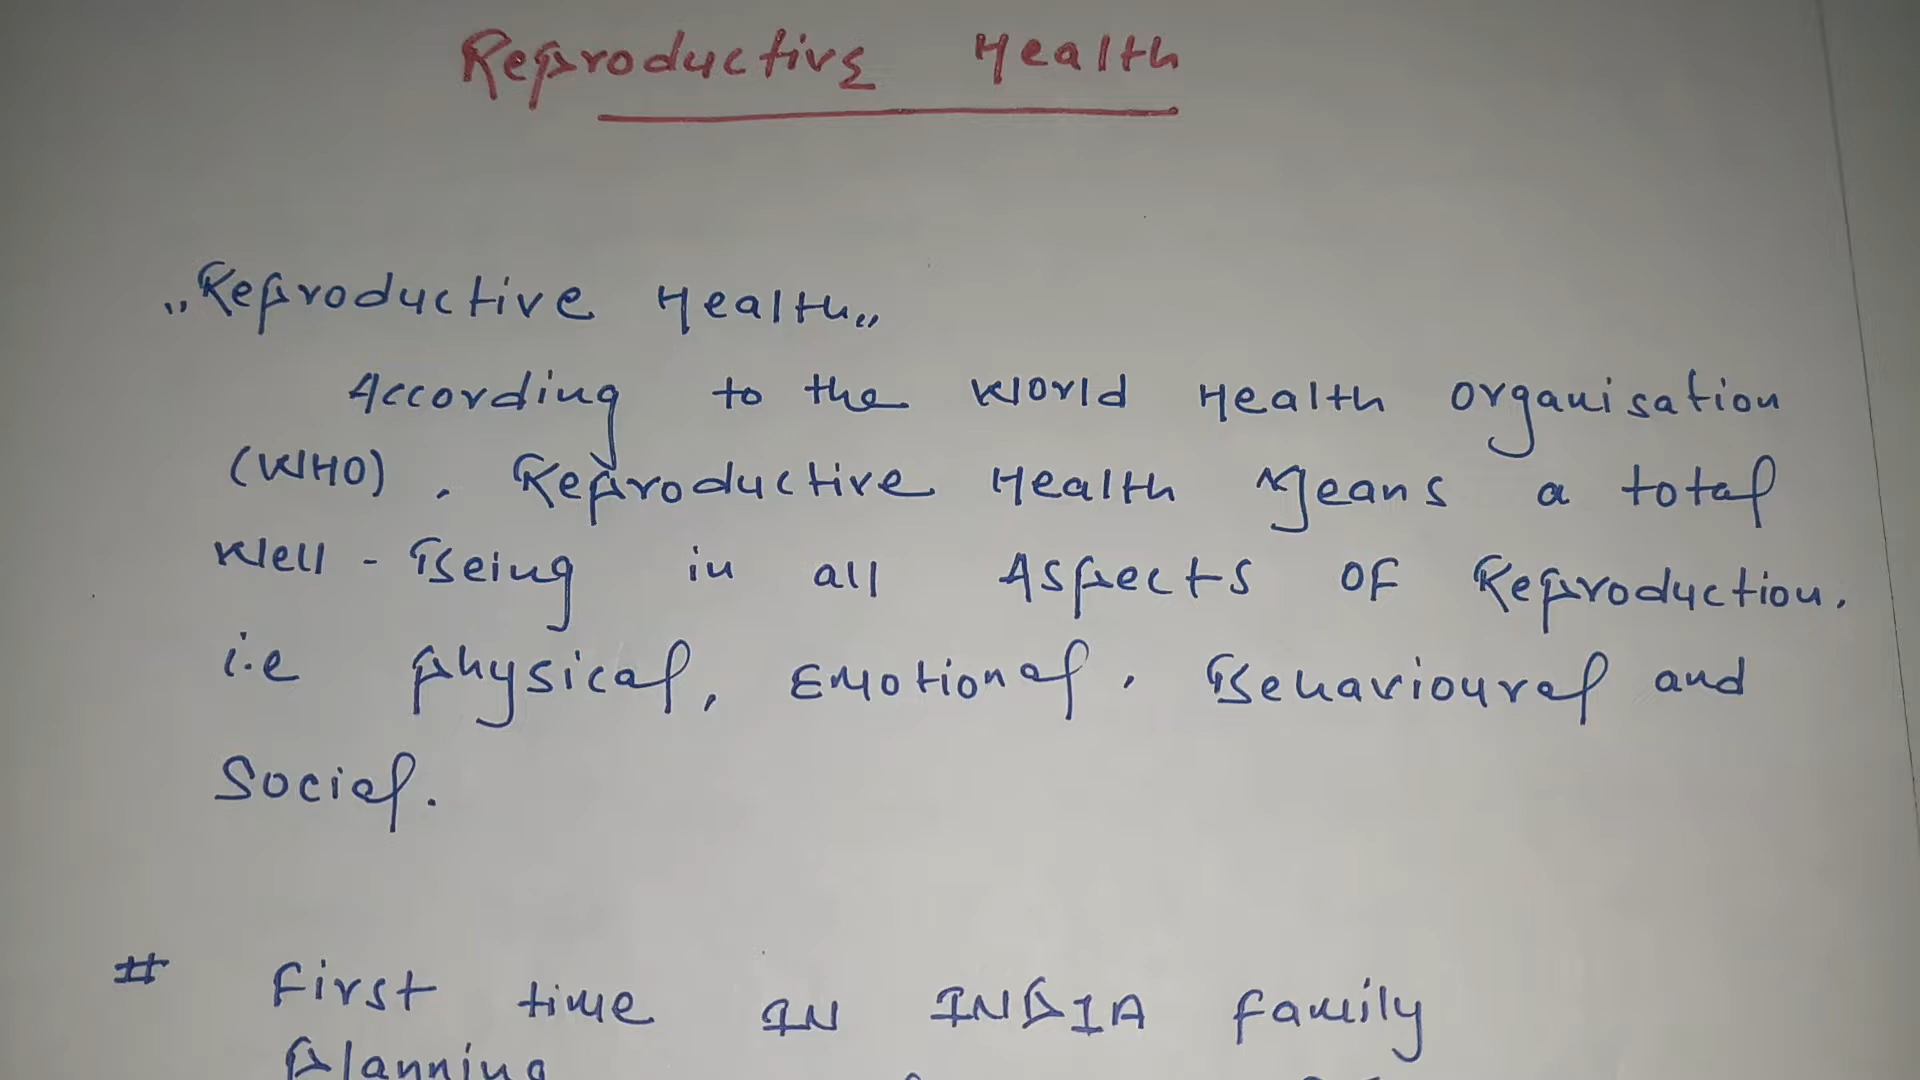 Reproductive Health
,,Reproductive Health,,
According to the World Health organisation
(WHO), Reproductive Health Means a total
Well-Being in all Aspects OF Reproduction.
i.e physical, Emotional, Behavioural and
Social.
# First time IN INDIA family
planning